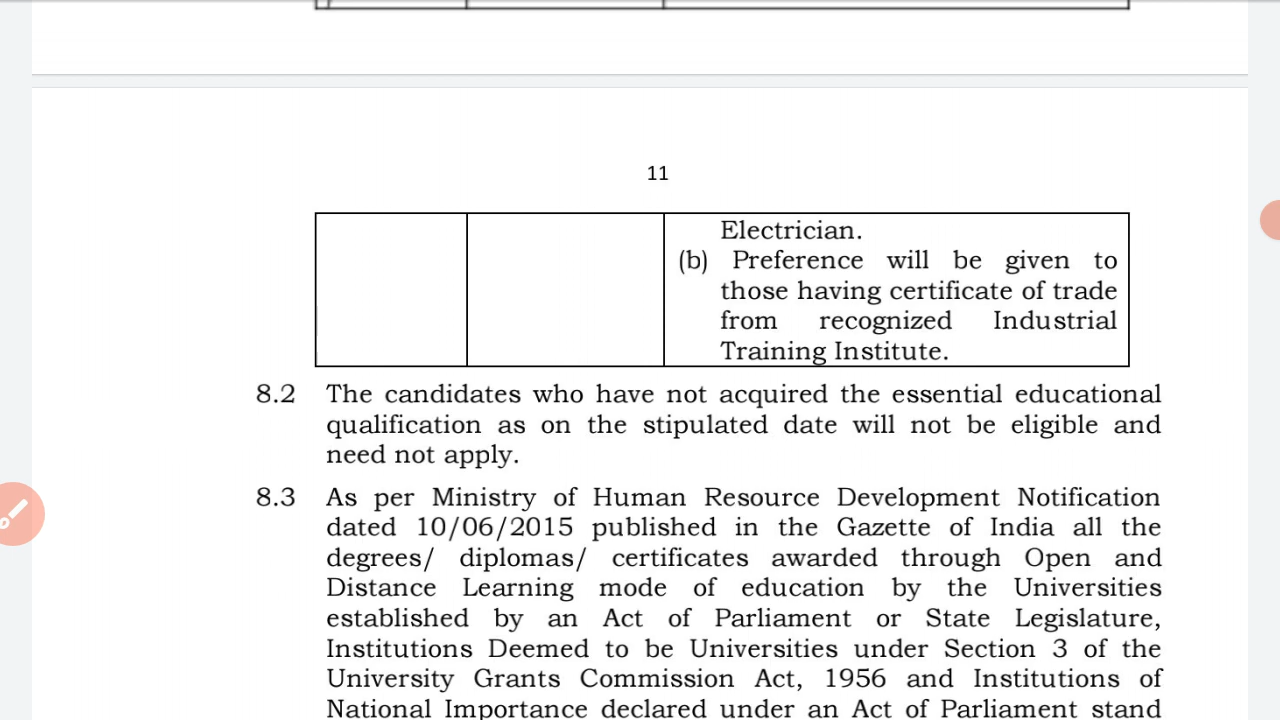 11
Electrician.
(b) Preference will be given to
those having certificate of trade
from recognized Industrial
Training Institute.
8.2 The candidates who have not acquired the essential educational
qualification as on the stipulated date will not be eligible and
need not apply.
8.3 As per Ministry of Human Resource Development Notification
dated 10/06/2015 published in the Gazette of India all the
degrees/ diplomas/ certificates awarded through Open and
Distance Learning mode of education by the Universities
established by an Act of Parliament or State Legislature,
Institutions Deemed to be Universities under Section 3 of the
University Grants Commission Act, 1956 and Institutions of
National Importance declared under an Act of Parliament stand